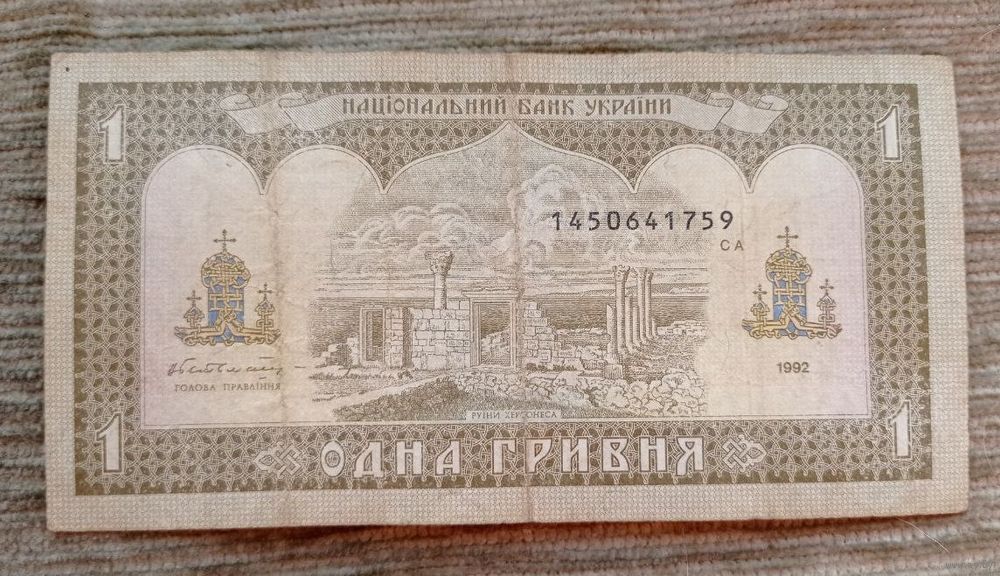 НАЦІОНАЛЬНИЙ БАНК УКРАЇНИ
1 1
1450641759
СА
1992
ГОЛОВА ПРАВЛІННЯ
РУЇНИ ХЕРСОНЕСА
1 1
ОДНА ГРИВНЯ